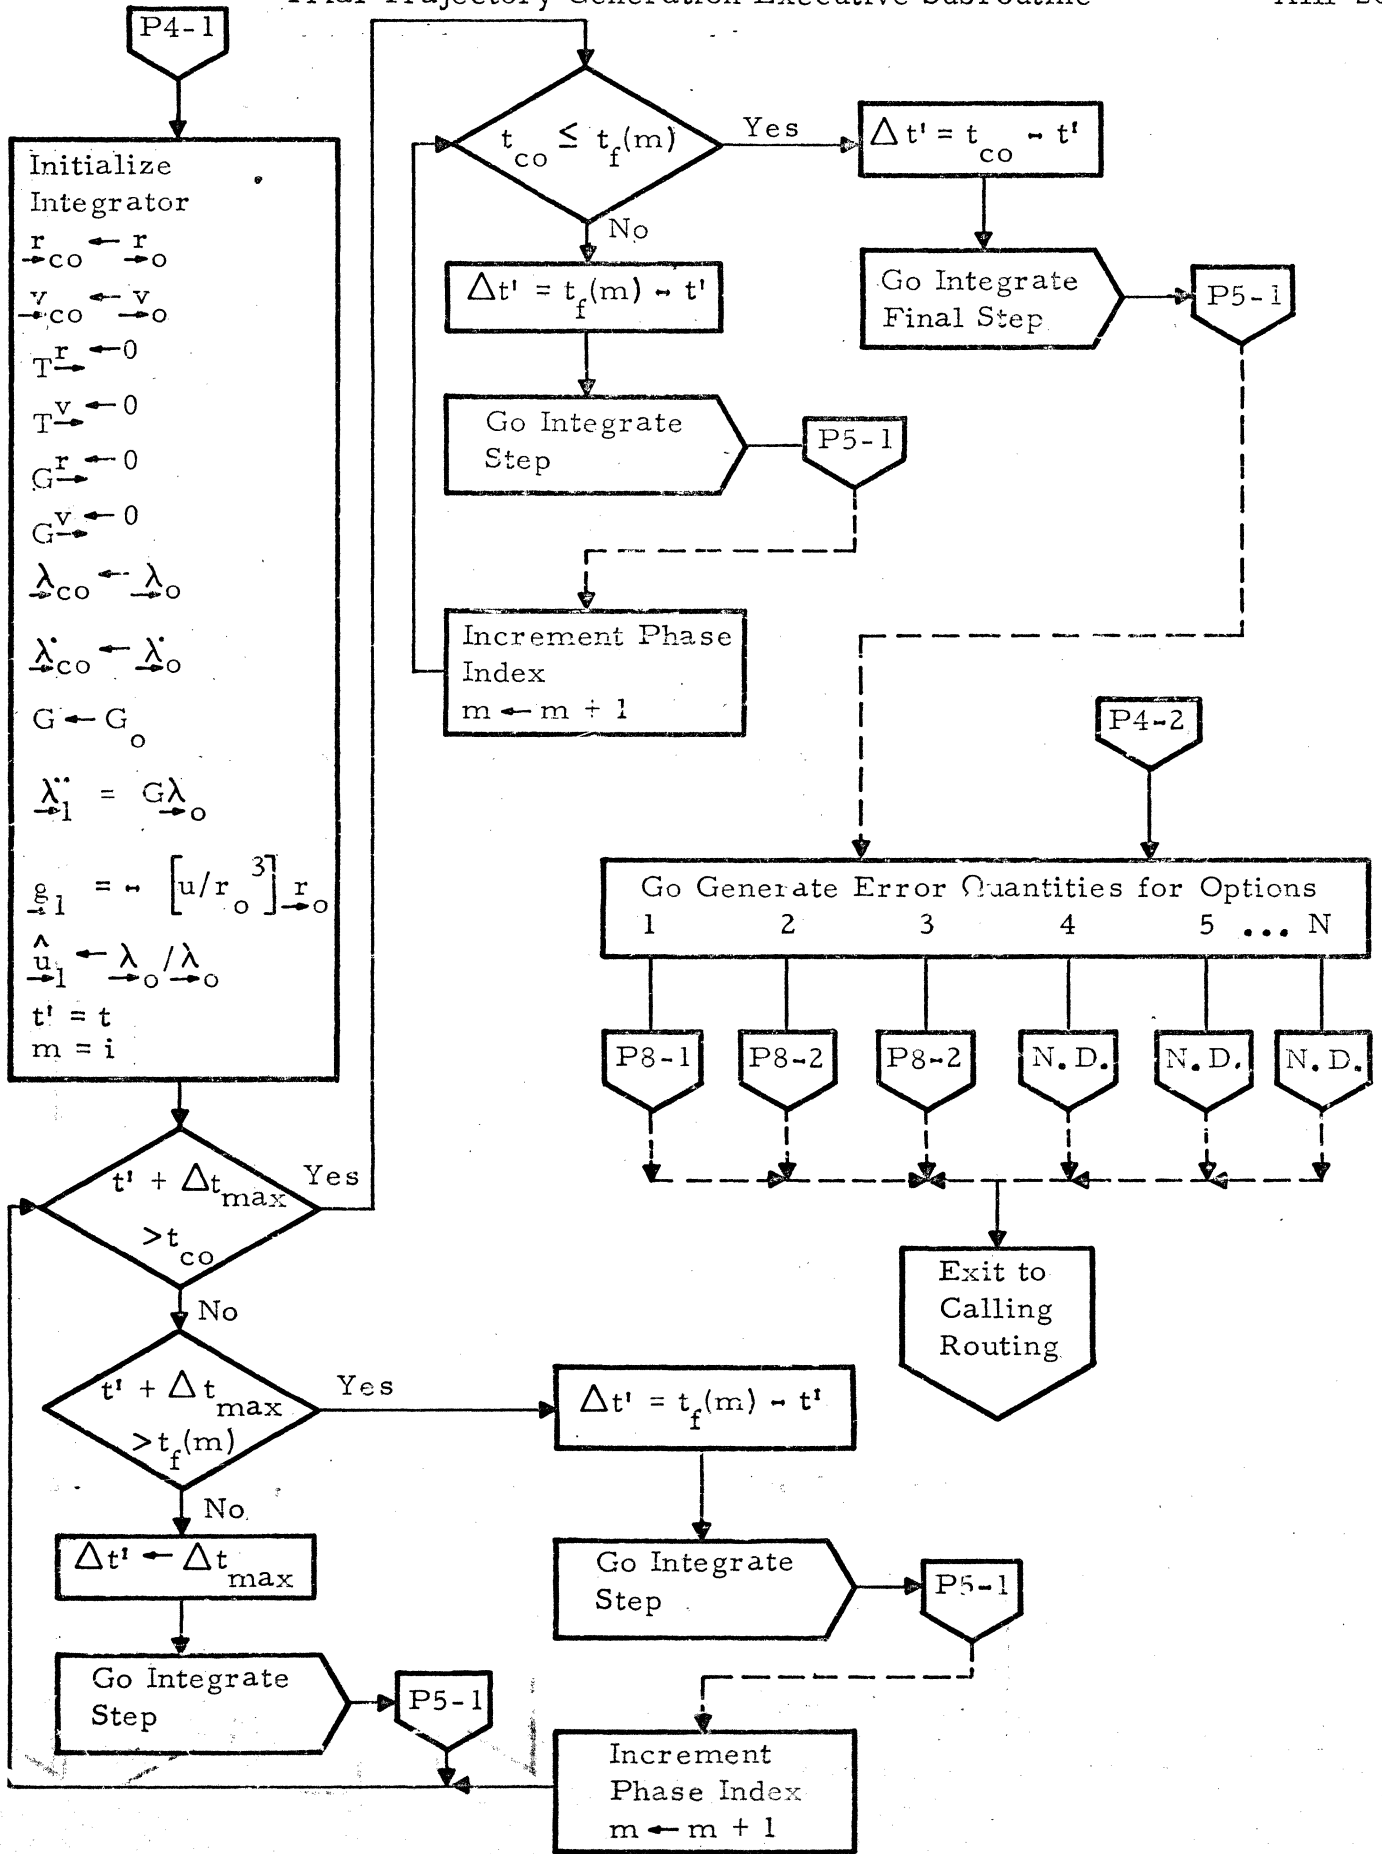 Trial Trajectory Generation Executive Subroutine
P4-1
Initialize
Integrator
r_co ← r_o
v_co ← v_o
T r ← 0
T v ← 0
G r ← 0
G v ← 0
λ_co ← λ_o
λ̇_co ← λ̇_o
G ← G_o
λ̈_1 = Gλ_o
g_1 = - [u/r_o^3] r_o
û_1 ← λ_o/λ_o
t' = t
m = i
t' + Δt_max
>t_co
Yes
No
t' + Δt_max
>t_f(m)
Yes
No
Δt' ← Δt_max
Go Integrate
Step
P5-1
Δt' = t_f(m) - t'
Go Integrate
Step
P5-1
Increment
Phase Index
m ← m + 1
t_co ≤ t_f(m)
Yes
No
Δt' = t_co - t'
Go Integrate
Final Step
P5-1
Δt' = t_f(m) - t'
Go Integrate
Step
P5-1
Increment Phase
Index
m ← m + 1
P4-2
Go Generate Error Quantities for Options
1 2 3 4 5 ... N
P8-1 P8-2 P8-2 N.D. N.D. N.D.
Exit to
Calling
Routing